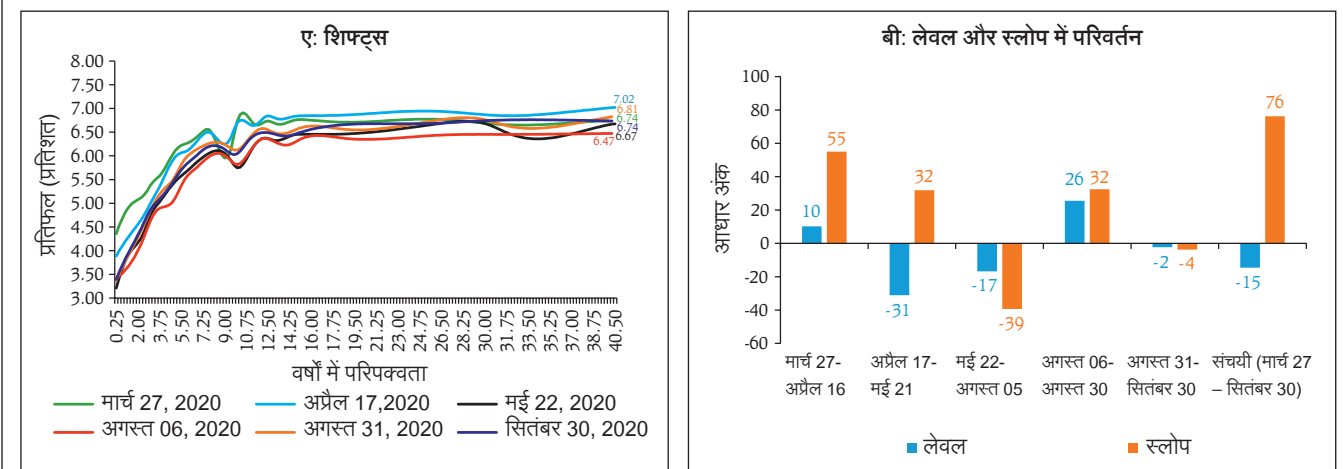 ए: शिफ्ट्स
8.00
7.50
7.00
6.50
6.00
5.50
5.00
4.50
4.00
3.50
3.00
प्रतिफल (प्रतिशत)
7.02
6.81
6.74
6.74
6.67
6.47
0.25 2.00 3.75 5.50 7.25 9.00 10.75 12.50 14.25 16.00 17.75 19.50 21.25 23.00 24.75 26.50 28.25 30.00 31.75 33.50 35.25 37.00 38.75 40.50
वर्षों में परिपक्वता
मार्च 27, 2020 अप्रैल 17,2020 मई 22, 2020
अगस्त 06, 2020 अगस्त 31, 2020 सितंबर 30, 2020
बी: लेवल और स्लोप में परिवर्तन
100
80
60
40
20
0
-20
-40
-60
आधार अंक
10 55
-31 32
-17 -39
26 32
-2 -4
-15 76
मार्च 27- अप्रैल 17- मई 22- अगस्त 06- अगस्त 31- संचयी (मार्च 27
अप्रैल 16 मई 21 अगस्त 05 अगस्त 30 सितंबर 30 – सितंबर 30)
लेवल स्लोप